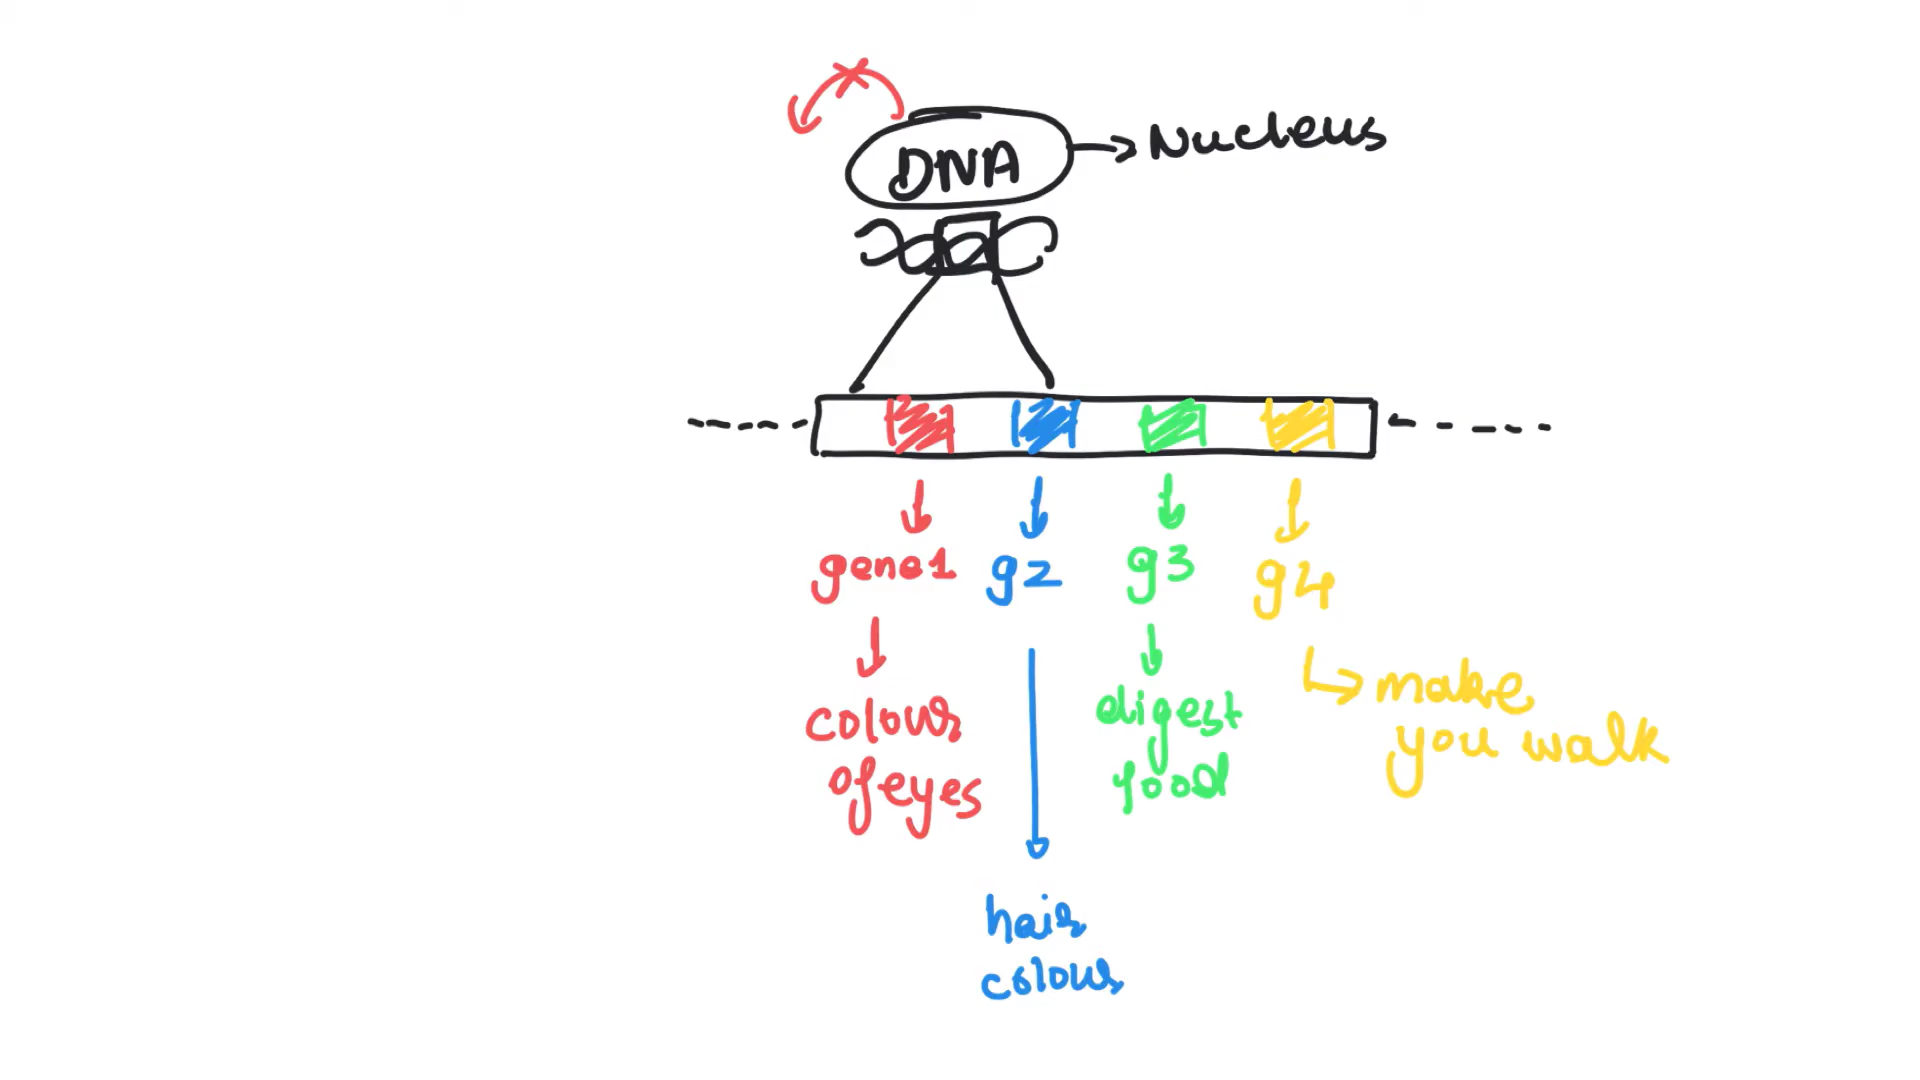 DNA
Nucleus
gene1
g2
g3
g4
colour
of eyes
digest
food
make
you walk
hair
colour